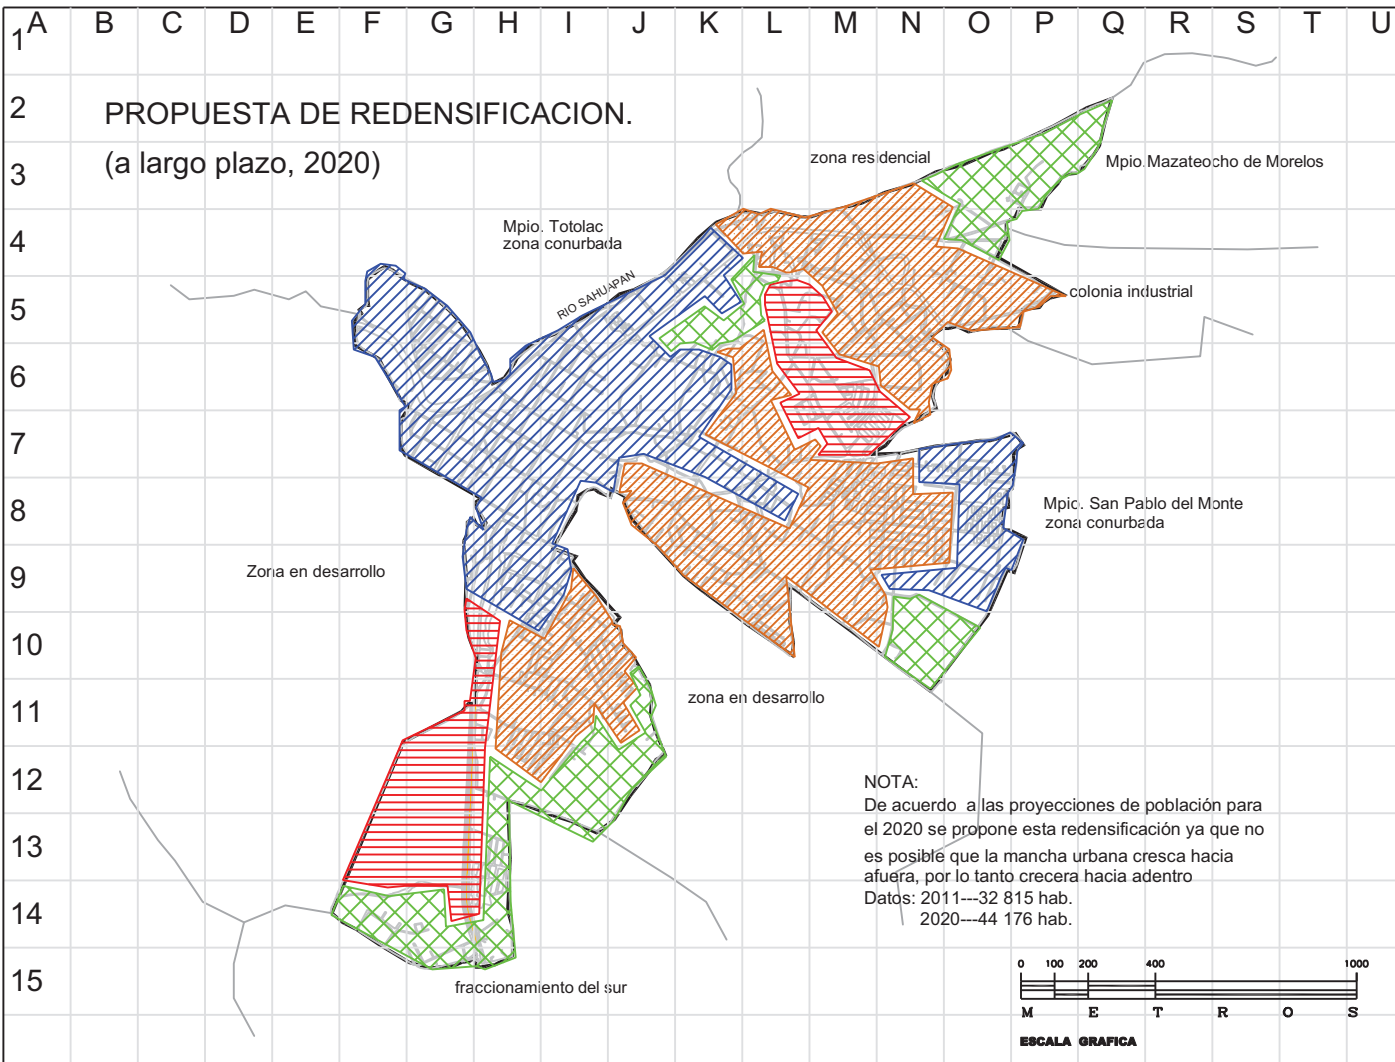 A B C D E F G H I J K L M N O P Q R S T U
1
2
3
4
5
6
7
8
9
10
11
12
13
14
15
PROPUESTA DE REDENSIFICACION.
(a largo plazo, 2020)
zona residencial
Mpio. Mazateocho de Morelos
Mpio. Totolac
zona conurbada
RIO SAHUAPAN
colonia industrial
Mpio. San Pablo del Monte
zona conurbada
Zona en desarrollo
zona en desarrollo
fraccionamiento del sur
NOTA:
De acuerdo a las proyecciones de población para
el 2020 se propone esta redensificación ya que no
es posible que la mancha urbana cresca hacia
afuera, por lo tanto crecera hacia adentro
Datos: 2011---32 815 hab.
2020---44 176 hab.
0 100 200 400 1000
M E T R O S
ESCALA GRAFICA